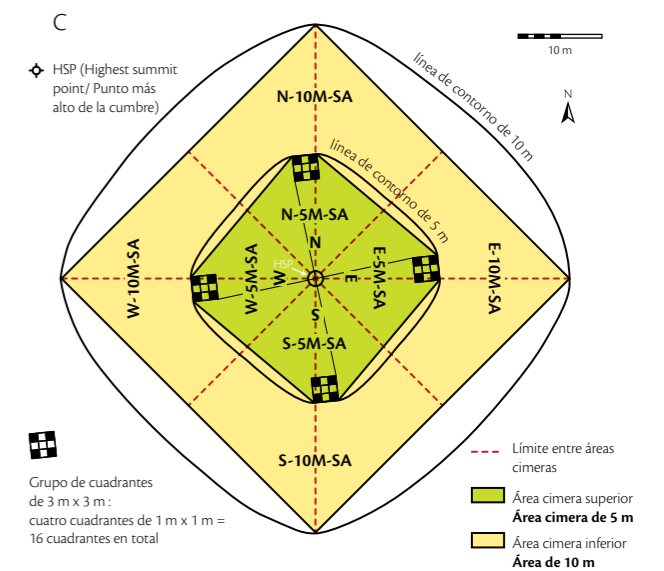 C
HSP (Highest summit
point/ Punto más
alto de la cumbre)
10 m
N
línea de contorno de 10 m
línea de contorno de 5 m
N-10M-SA
N-5M-SA
N
HSP
W-10M-SA
W-5M-SA
W
E
E-5M-SA
E-10M-SA
S
S-5M-SA
S-10M-SA
Grupo de cuadrantes
de 3 m x 3 m :
cuatro cuadrantes de 1 m x 1 m =
16 cuadrantes en total
Límite entre áreas
cimeras
Área cimera superior
Área cimera de 5 m
Área cimera inferior
Área de 10 m